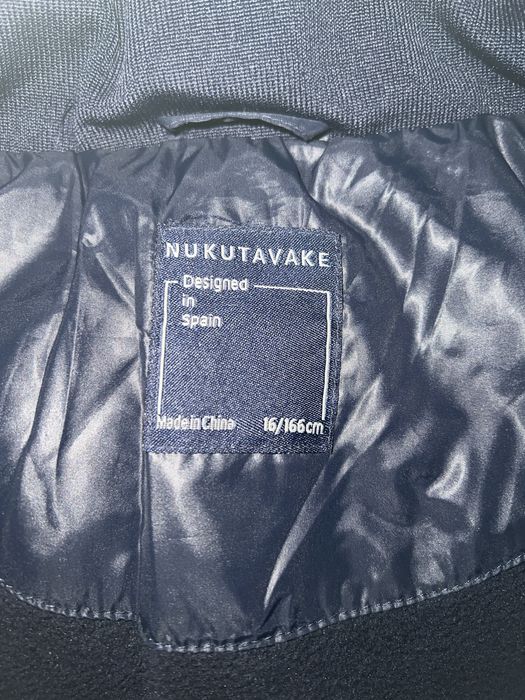 NUKUTAVAKE
Designed
in
Spain
Made in China 16/166cm